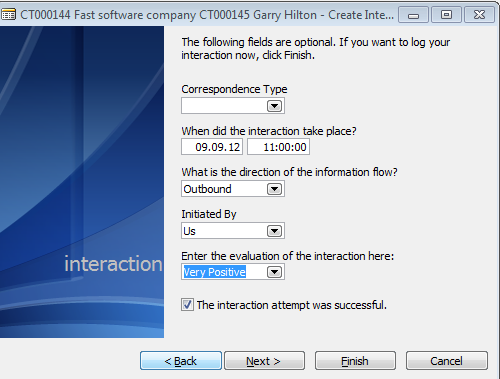 CT000144 Fast software company CT000145 Garry Hilton - Create Inte...
The following fields are optional. If you want to log your
interaction now, click Finish.
Correspondence Type
When did the interaction take place?
09.09.12 11:00:00
What is the direction of the information flow?
Outbound
Initiated By
Us
interaction
Enter the evaluation of the interaction here:
Very Positive
The interaction attempt was successful.
< Back Next > Finish Cancel